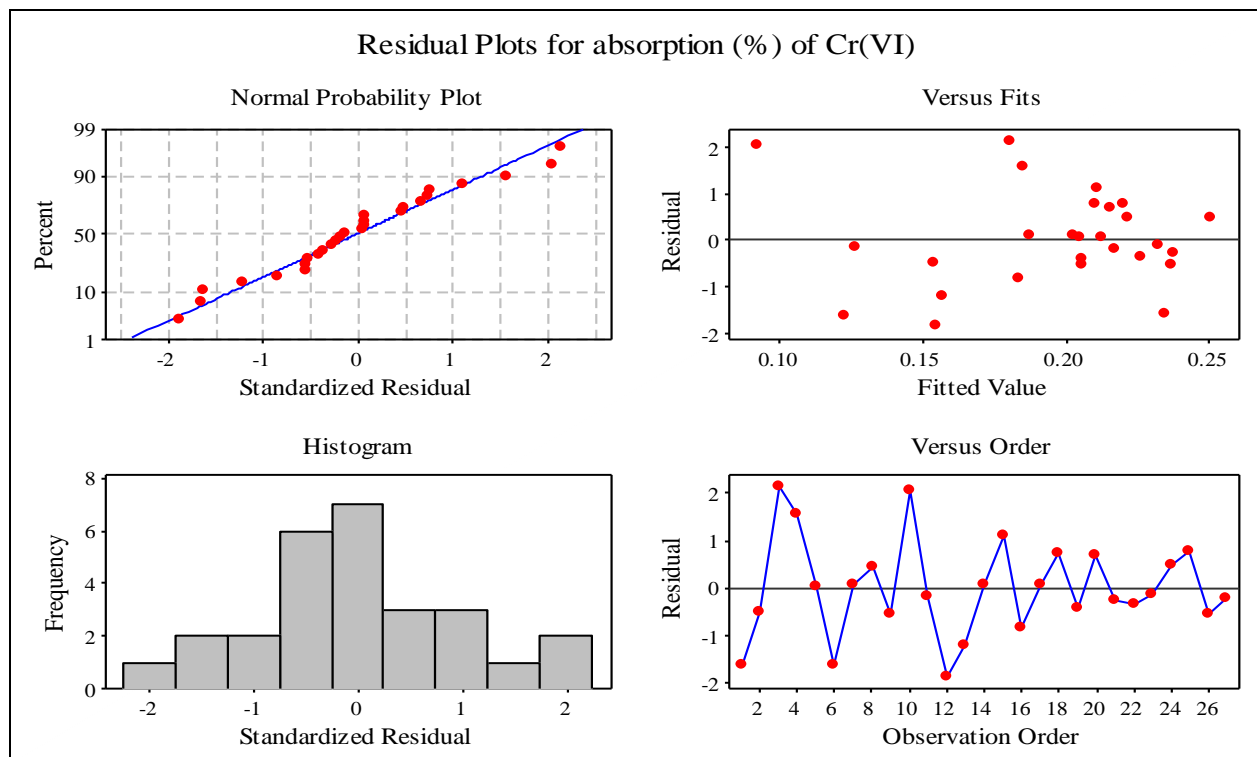 Residual Plots for absorption (%) of Cr(VI)
Normal Probability Plot
Percent
99
90
50
10
1
-2 -1 0 1 2
Standardized Residual
Versus Fits
Residual
2
1
0
-1
-2
0.10 0.15 0.20 0.25
Fitted Value
Histogram
Frequency
8
6
4
2
0
-2 -1 0 1 2
Standardized Residual
Versus Order
Residual
2
1
0
-1
-2
2 4 6 8 10 12 14 16 18 20 22 24 26
Observation Order